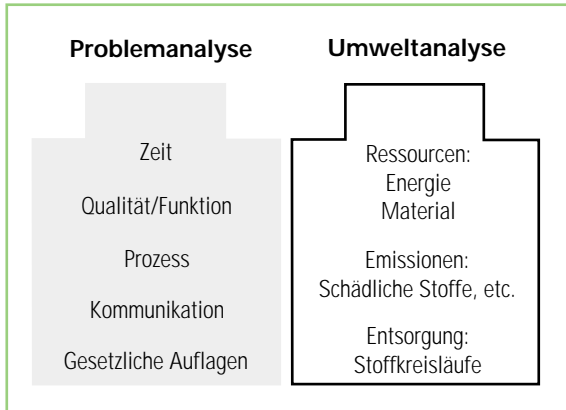 Problemanalyse
Zeit
Qualität/Funktion
Prozess
Kommunikation
Gesetzliche Auflagen
Umweltanalyse
Ressourcen:
Energie
Material
Emissionen:
Schädliche Stoffe, etc.
Entsorgung:
Stoffkreisläufe